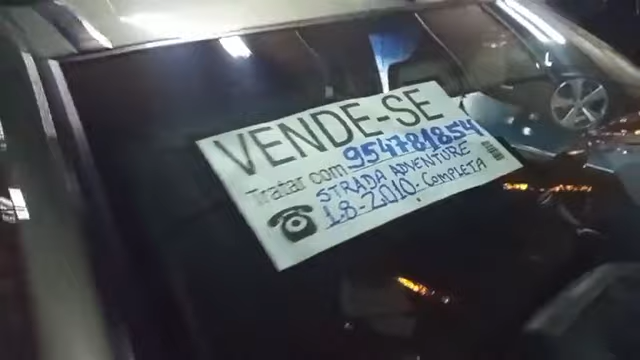 VENDE-SE
Tratar com 954781854
STRADA ADVENTURE
1.8-2010-COMPLETA